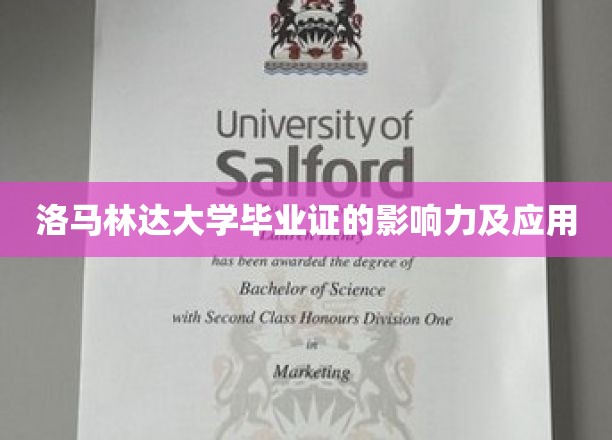 University of
Salford
洛马林达大学毕业证的影响力及应用
has been awarded the degree of
Bachelor of Science
with Second Class Honours Division One
in
Marketing